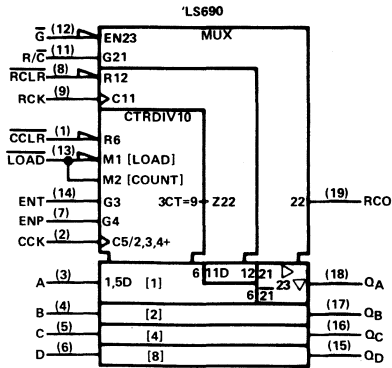 'LS690
MUX
G (12) EN23
R/C (11) G21
RCLR (8) R12
RCK (9) C11
CTRDIV10
CCLR (1) R6
LOAD (13) M1 [LOAD]
M2 [COUNT]
ENT (14) G3 3CT=9 Z22 22 (19) RCO
ENP (7) G4
CCK (2) C5/2,3,4+
A (3) 1,5D [1] 6 11D 12 21 23 (18) QA
6 21
B (4) [2] (17) QB
C (5) [4] (16) QC
D (6) [8] (15) QD